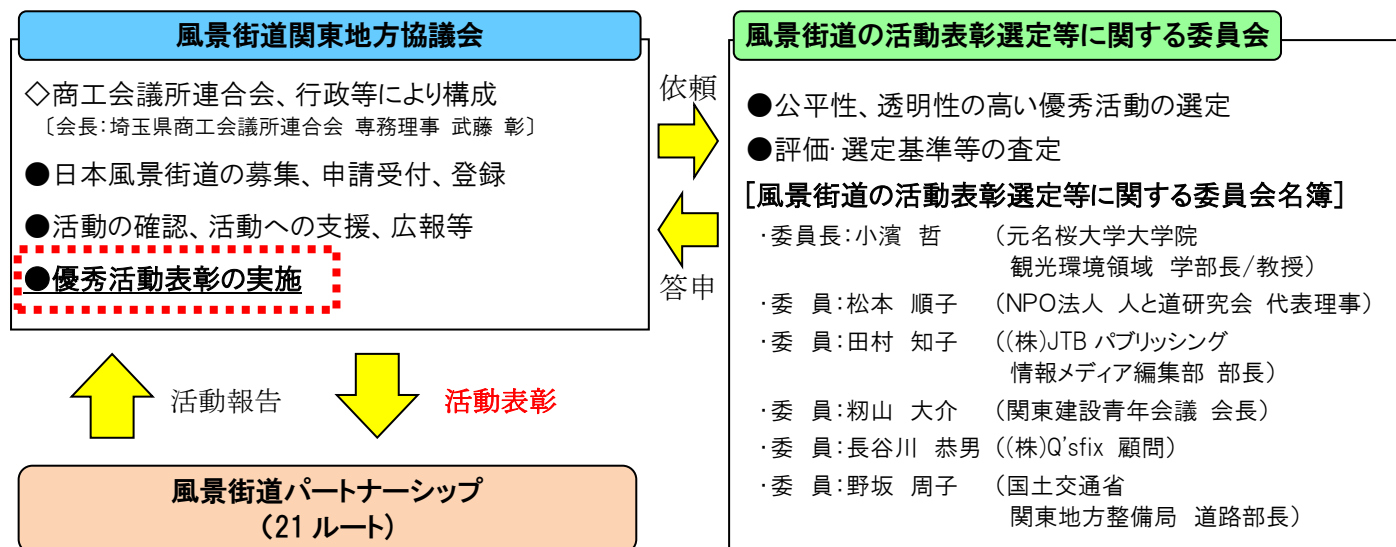 風景街道関東地方協議会
◇商工会議所連合会、行政等により構成
〔会長:埼玉県商工会議所連合会 専務理事 武藤 彰〕
●日本風景街道の募集、申請受付、登録
●活動の確認、活動への支援、広報等
●優秀活動表彰の実施
依頼
答申
風景街道の活動表彰選定等に関する委員会
●公平性、透明性の高い優秀活動の選定
●評価・選定基準等の査定
[風景街道の活動表彰選定等に関する委員会名簿]
・委員長:小濱 哲 (元名桜大学大学院
観光環境領域 学部長/教授)
・委 員:松本 順子 (NPO法人 人と道研究会 代表理事)
・委 員:田村 知子 ((株)JTB パブリッシング
情報メディア編集部 部長)
・委 員:籾山 大介 (関東建設青年会議 会長)
・委 員:長谷川 恭男 ((株)Q'sfix 顧問)
・委 員:野坂 周子 (国土交通省
関東地方整備局 道路部長)
活動報告
活動表彰
風景街道パートナーシップ
(21 ルート)